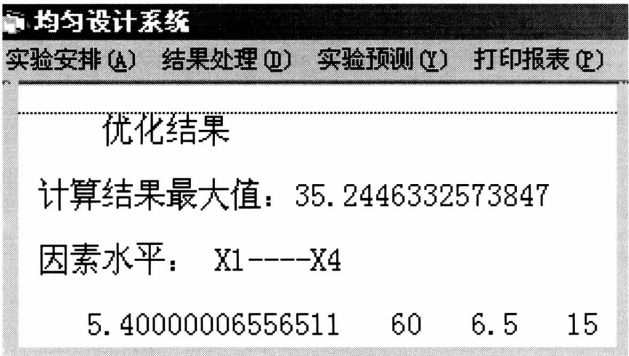 均匀设计系统
实验安排(A) 结果处理(D) 实验预测(Y) 打印报表(P)
优化结果
计算结果最大值：35.2446332573847
因素水平： X1----X4
5.40000006556511 60 6.5 15